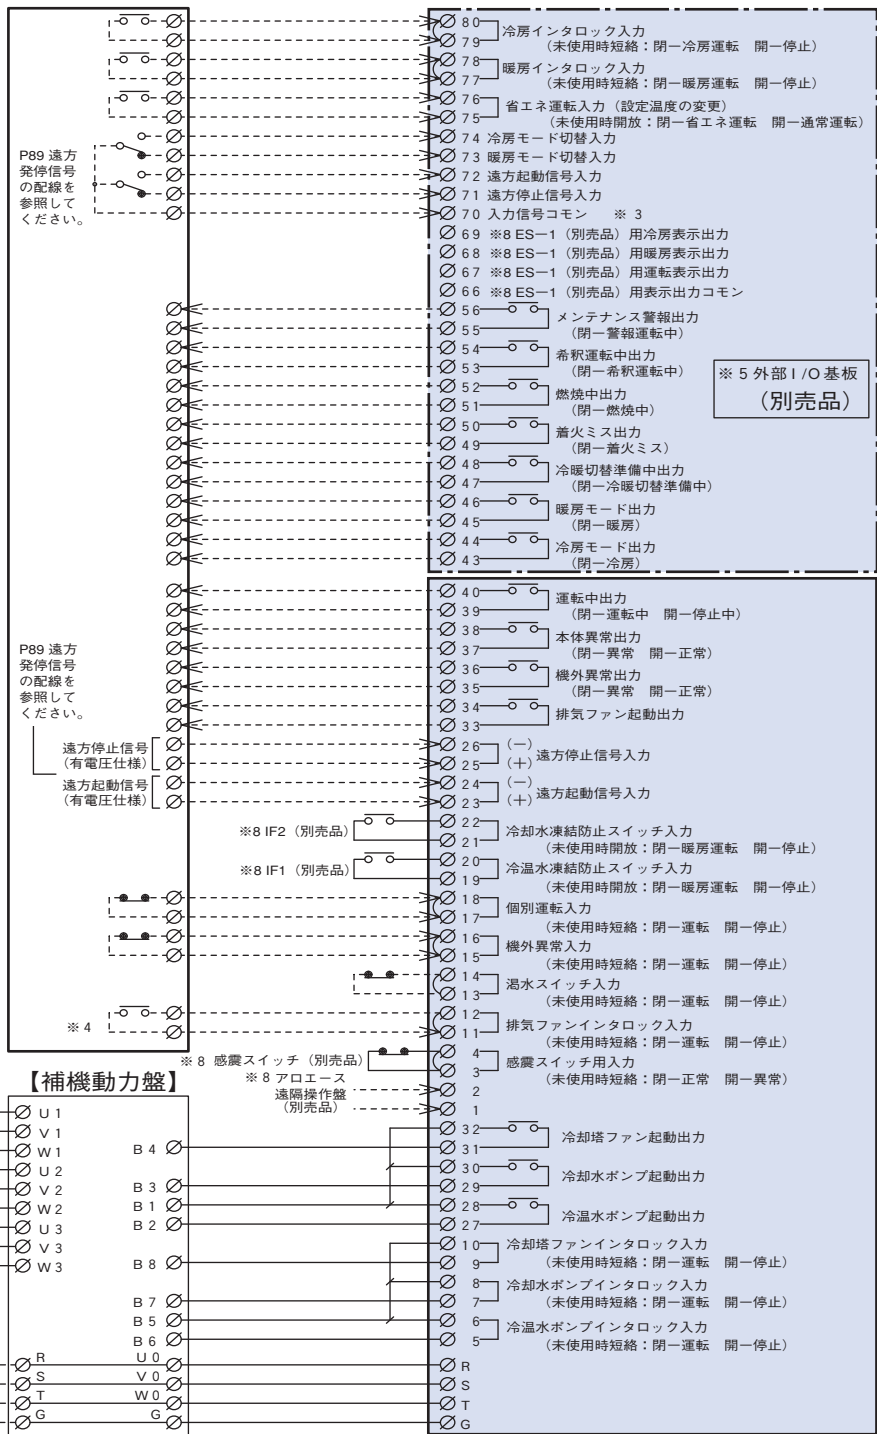 80
冷房インタロック入力
79
(未使用時短絡：閉ー冷房運転　開ー停止)
78
暖房インタロック入力
77
(未使用時短絡：閉ー暖房運転　開ー停止)
76
省エネ運転入力（設定温度の変更）
75
(未使用時開放：閉ー省エネ運転　開ー通常運転)
74 冷房モード切替入力
73 暖房モード切替入力
72 遠方起動信号入力
71 遠方停止信号入力
70 入力信号コモン　※ 3
P89 遠方
発停信号
の配線を
参照して
ください。
69 ※8 ESー1（別売品）用冷房表示出力
68 ※8 ESー1（別売品）用暖房表示出力
67 ※8 ESー1（別売品）用運転表示出力
66 ※8 ESー1（別売品）用表示出力コモン
56
メンテナンス警報出力
55
(閉ー警報運転中)
54
希釈運転中出力
53
(閉ー希釈運転中)
※ 5 外部 I /O 基板
（別売品）
52
燃焼中出力
51
(閉ー燃焼中)
50
着火ミス出力
49
(閉ー着火ミス)
48
冷暖切替準備中出力
47
(閉ー冷暖切替準備中)
46
暖房モード出力
45
(閉ー暖房)
44
冷房モード出力
43
(閉ー冷房)
40
運転中出力
39
(閉ー運転中　開ー停止中)
38
本体異常出力
37
(閉ー異常　開ー正常)
36
機外異常出力
35
(閉ー異常　開ー正常)
34
排気ファン起動出力
33
P89 遠方
発停信号
の配線を
参照して
ください。
遠方停止信号
(有電圧仕様)
26 (ー)
25 (＋)
遠方停止信号入力
遠方起動信号
(有電圧仕様)
24 (ー)
23 (＋)
遠方起動信号入力
※8 IF2（別売品）
22
冷却水凍結防止スイッチ入力
21
(未使用時開放：閉ー暖房運転　開ー停止)
※8 IF1（別売品）
20
冷温水凍結防止スイッチ入力
19
(未使用時開放：閉ー暖房運転　開ー停止)
18
個別運転入力
17
(未使用時短絡：閉ー運転　開ー停止)
16
機外異常入力
15
(未使用時短絡：閉ー運転　開ー停止)
14
渇水スイッチ入力
13
(未使用時短絡：閉ー運転　開ー停止)
※ 4
12
排気ファンインタロック入力
11
(未使用時短絡：閉ー運転　開ー停止)
※ 8 感震スイッチ（別売品）
4
感震スイッチ用入力
3
(未使用時短絡：閉ー正常　開ー異常)
※ 8 アロエース
遠隔操作盤
(別売品)
2
1
【補機動力盤】
U 1
V 1
W 1
U 2
V 2
W 2
U 3
V 3
W 3
B 4
B 3
B 1
B 2
B 8
B 7
B 5
B 6
32
冷却塔ファン起動出力
31
30
冷却水ポンプ起動出力
29
28
冷温水ポンプ起動出力
27
10
冷却塔ファンインタロック入力
9
(未使用時短絡：閉ー運転　開ー停止)
8
冷却水ポンプインタロック入力
7
(未使用時短絡：閉ー運転　開ー停止)
6
冷温水ポンプインタロック入力
5
(未使用時短絡：閉ー運転　開ー停止)
R U 0 R
S V 0 S
T W 0 T
G G G